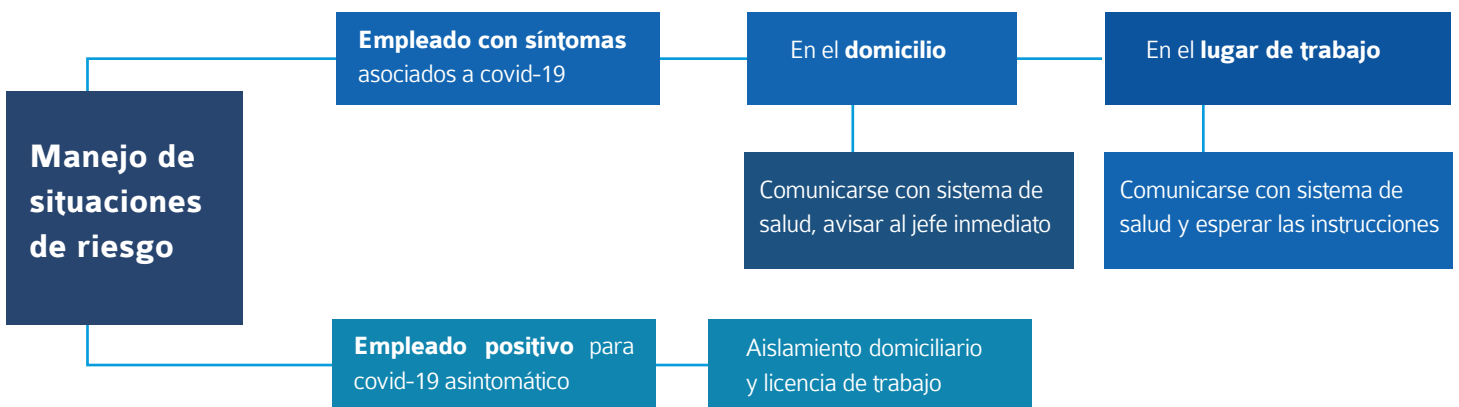 Manejo de
situaciones
de riesgo
Empleado con síntomas
asociados a covid-19
En el domicilio
En el lugar de trabajo
Comunicarse con sistema de
salud, avisar al jefe inmediato
Comunicarse con sistema de
salud y esperar las instrucciones
Empleado positivo para
covid-19 asintomático
Aislamiento domiciliario
y licencia de trabajo